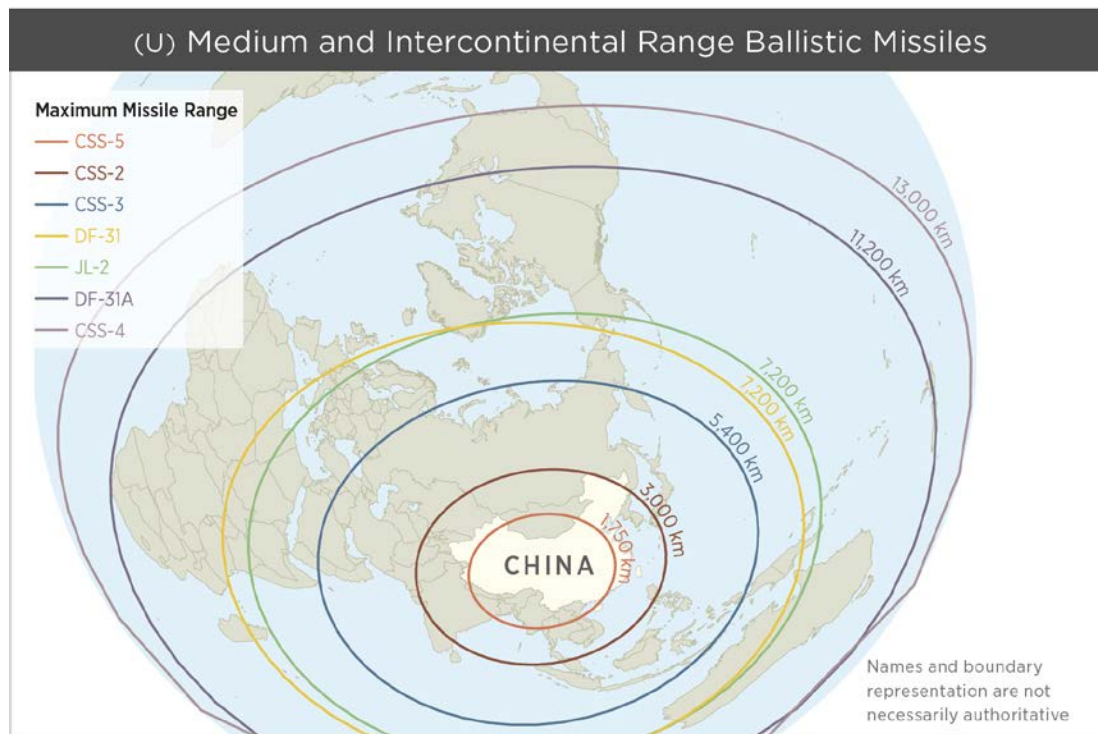 (U) Medium and Intercontinental Range Ballistic Missiles
Maximum Missile Range
CSS-5
CSS-2
CSS-3
DF-31
JL-2
DF-31A
CSS-4
13,000 km
11,200 km
7,200 km
7,200 km
5,400 km
3,000 km
1,750 km
CHINA
Names and boundary
representation are not
necessarily authoritative